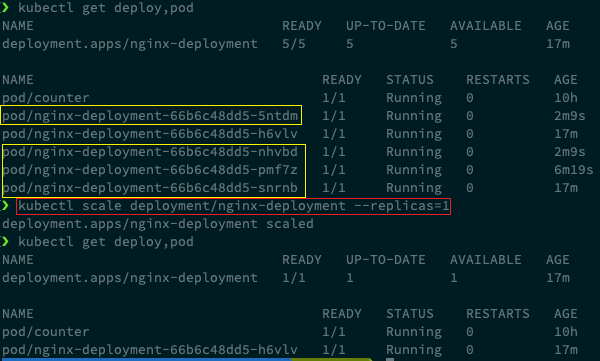 ❯ kubectl get deploy,pod
NAME READY UP-TO-DATE AVAILABLE AGE
deployment.apps/nginx-deployment 5/5 5 5 17m
NAME READY STATUS RESTARTS AGE
pod/counter 1/1 Running 0 10h
pod/nginx-deployment-66b6c48dd5-5ntdm 1/1 Running 0 2m9s
pod/nginx-deployment-66b6c48dd5-h6vlv 1/1 Running 0 17m
pod/nginx-deployment-66b6c48dd5-nhvbd 1/1 Running 0 2m9s
pod/nginx-deployment-66b6c48dd5-pmf7z 1/1 Running 0 6m19s
pod/nginx-deployment-66b6c48dd5-snrnb 1/1 Running 0 17m
❯ kubectl scale deployment/nginx-deployment --replicas=1
deployment.apps/nginx-deployment scaled
❯ kubectl get deploy,pod
NAME READY UP-TO-DATE AVAILABLE AGE
deployment.apps/nginx-deployment 1/1 1 1 17m
NAME READY STATUS RESTARTS AGE
pod/counter 1/1 Running 0 10h
pod/nginx-deployment-66b6c48dd5-h6vlv 1/1 Running 0 17m